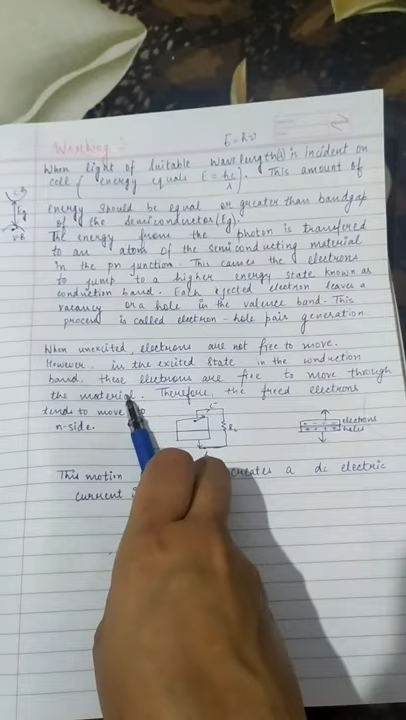 E=hν
Working :-
When light of suitable wavelength(λ) is incident on
cell { energy equals E = hc/λ }. This amount of
energy should be equal or greater than bandgap
of the semiconductor (Eg).
C.B
Eg
V.B
The energy from the photon is transfered
to an atom of the semiconducting material
in the pn junction. This causes the electrons
to jump to a higher energy state known as
conduction band. Each ejected electron leaves a
vacancy or a hole in the valence band. This
process is called electron-hole pair generation
When unexcited, electrons are not free to move.
However, in the excited state in the conduction
band, these electrons are free to move through
the material. Therefore, the freed electrons
tends to move to
n-side.
electrons
holes
This motion creates a dc electric
current